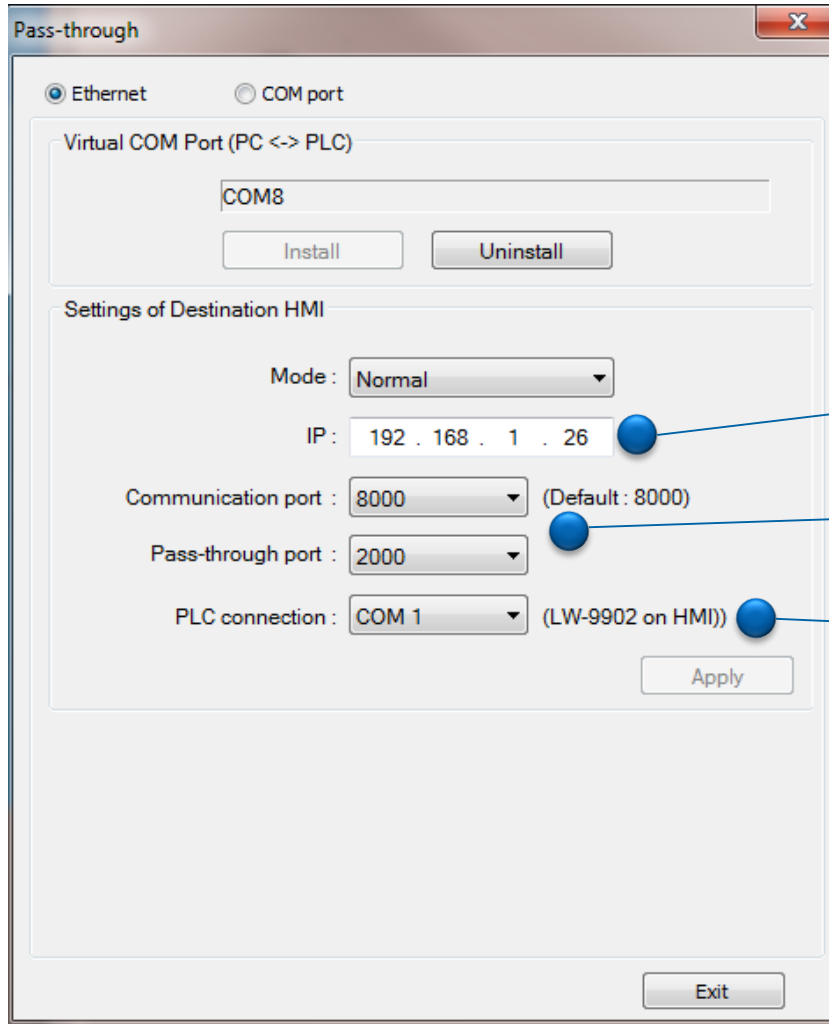 Pass-through
Ethernet COM port
Virtual COM Port (PC <-> PLC)
COM8
Install Uninstall
Settings of Destination HMI
Mode : Normal
IP : 192 . 168 . 1 . 26
Communication port : 8000 (Default : 8000)
Pass-through port : 2000
PLC connection : COM 1 (LW-9902 on HMI))
Apply
Exit